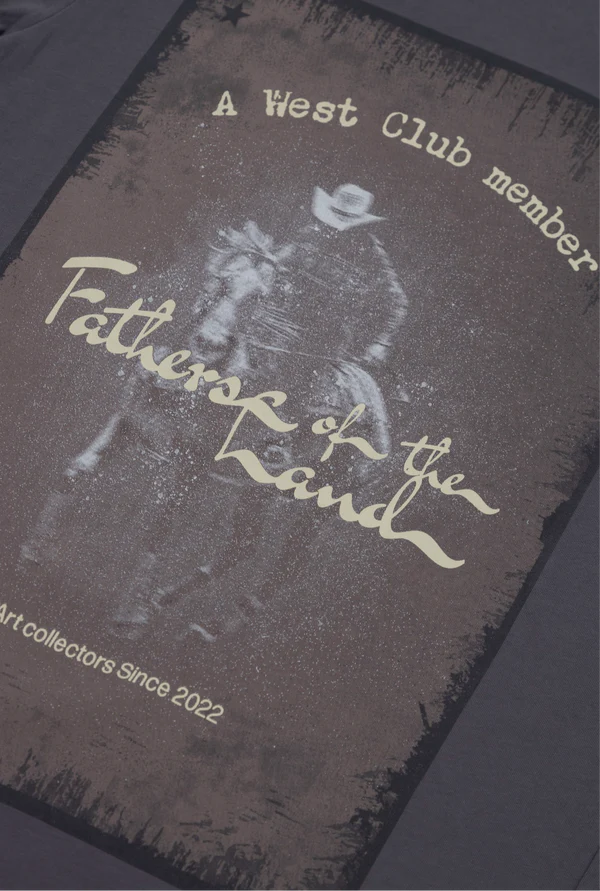 A West Club member
Fathers of the
Land
Art collectors Since 2022